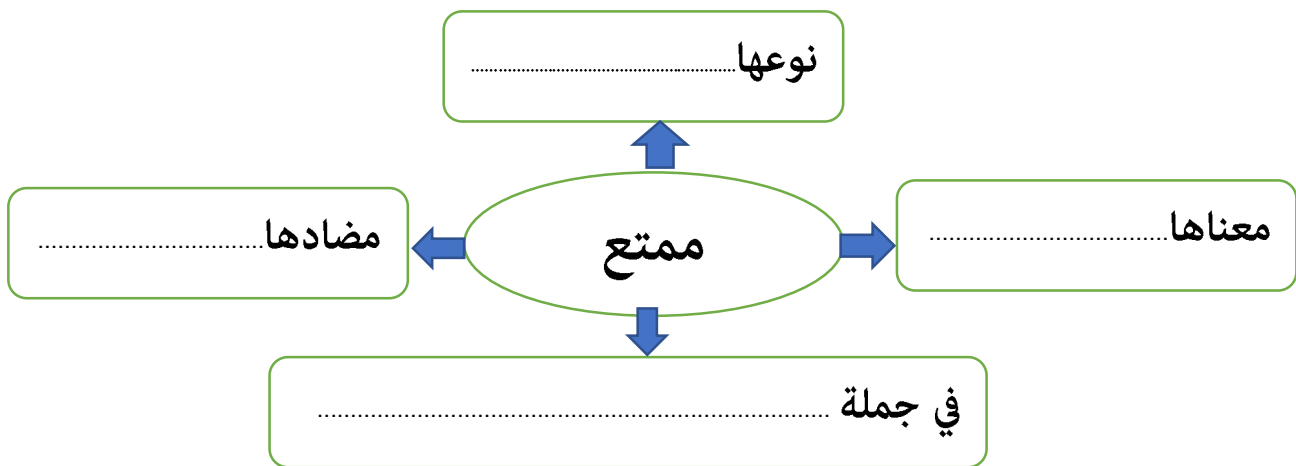 نوعها..............................................................
معناها....................................
ممتع
مضادها..................................
في جملة ..............................................................................